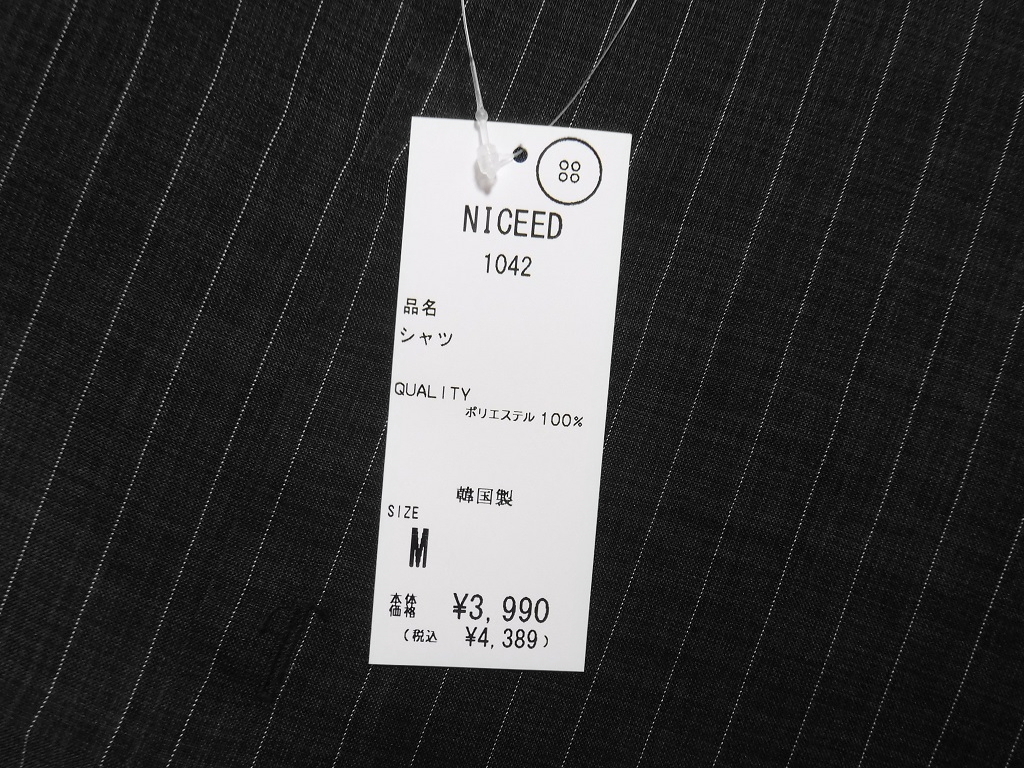 NICEED
1042
品名
シャツ
QUALITY
ポリエステル 100%
韓国製
SIZE
M
本体価格 ¥3,990
(税込 ¥4,389)